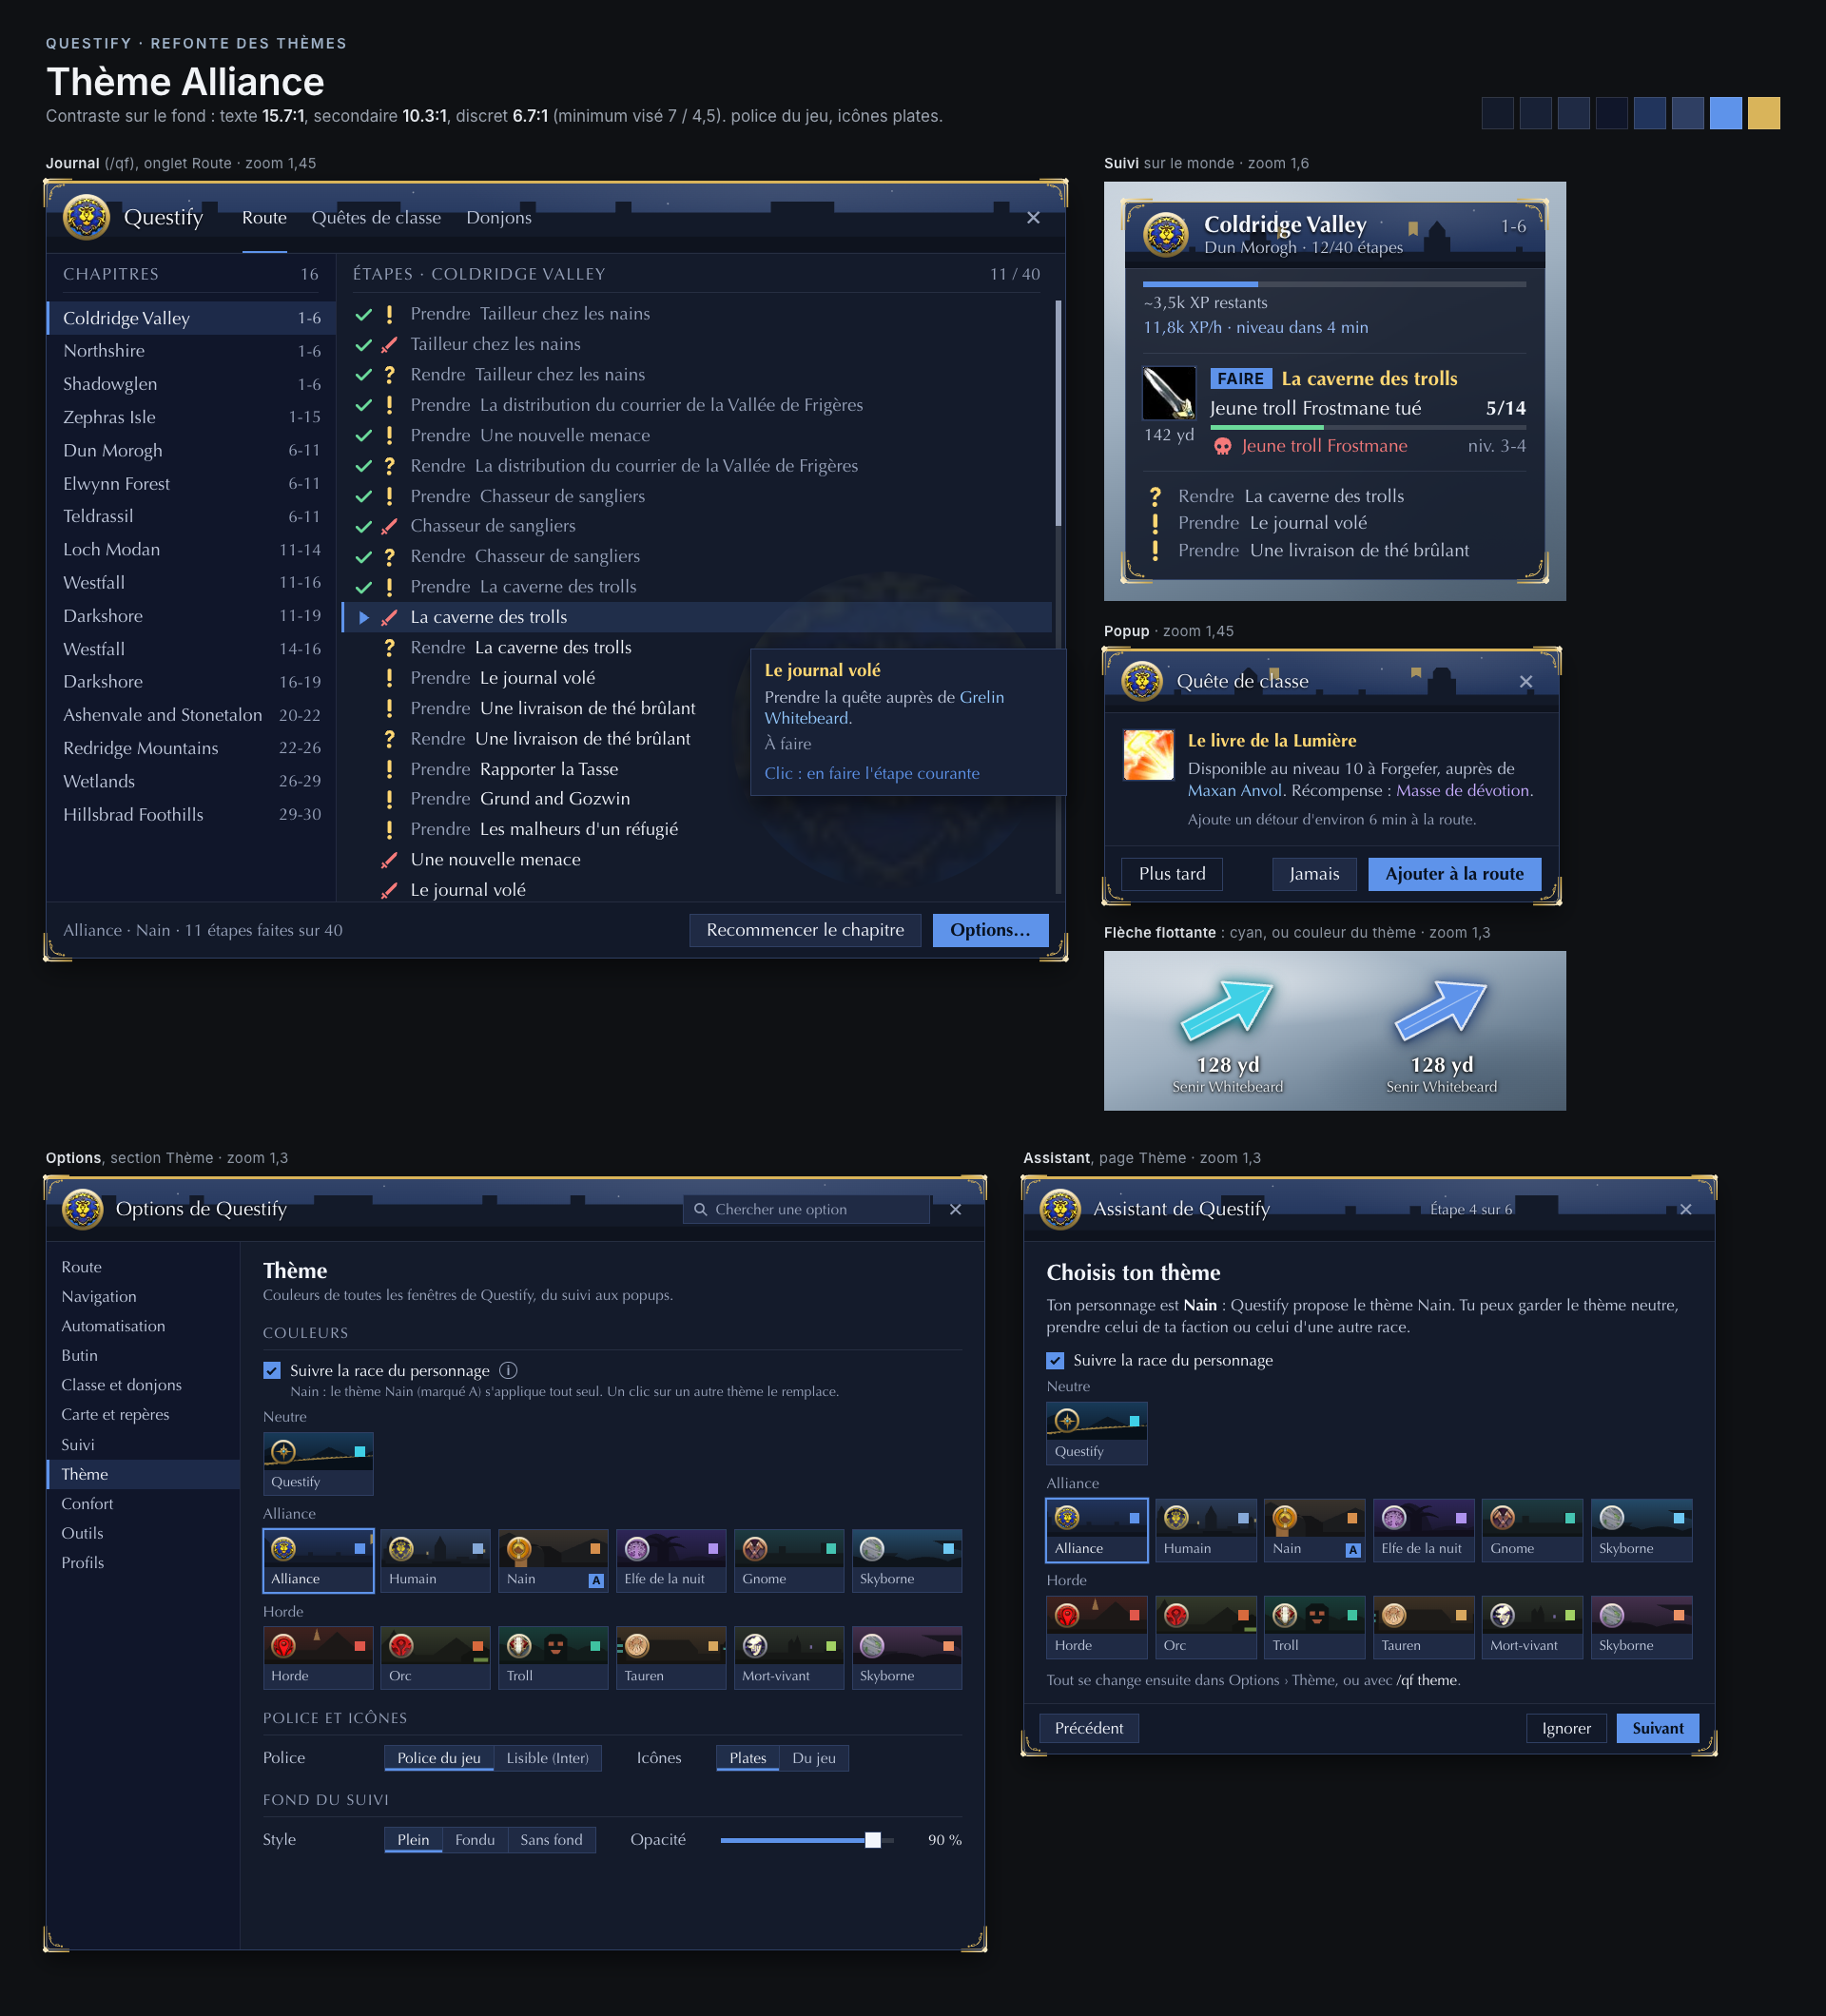 QUESTIFY · REFONTE DES THÈMES
Thème Alliance
Contraste sur le fond : texte 15.7:1, secondaire 10.3:1, discret 6.7:1 (minimum visé 7 / 4,5). police du jeu, icônes plates.
Journal (/qf), onglet Route · zoom 1,45
Questify Route Quêtes de classe Donjons
CHAPITRES 16
Coldridge Valley 1-6
Northshire 1-6
Shadowglen 1-6
Zephras Isle 1-15
Dun Morogh 6-11
Elwynn Forest 6-11
Teldrassil 6-11
Loch Modan 11-14
Westfall 11-16
Darkshore 11-19
Westfall 14-16
Darkshore 16-19
Ashenvale and Stonetalon 20-22
Redridge Mountains 22-26
Wetlands 26-29
Hillsbrad Foothills 29-30
ÉTAPES · COLDRIDGE VALLEY 11 / 40
Prendre Tailleur chez les nains
Tailleur chez les nains
Rendre Tailleur chez les nains
Prendre La distribution du courrier de la Vallée de Frigères
Prendre Une nouvelle menace
Rendre La distribution du courrier de la Vallée de Frigères
Prendre Chasseur de sangliers
Chasseur de sangliers
Rendre Chasseur de sangliers
Prendre La caverne des trolls
La caverne des trolls
Rendre La caverne des trolls
Prendre Le journal volé
Prendre Une livraison de thé brûlant
Rendre Une livraison de thé brûlant
Prendre Rapporter la Tasse
Prendre Grund and Gozwin
Prendre Les malheurs d'un réfugié
Une nouvelle menace
Le journal volé
Le journal volé
Prendre la quête auprès de Grelin
Whitebeard.
À faire
Clic : en faire l'étape courante
Alliance · Nain · 11 étapes faites sur 40
Recommencer le chapitre
Options...
Suivi sur le monde · zoom 1,6
Coldridge Valley 1-6
Dun Morogh · 12/40 étapes
~3,5k XP restants
11,8k XP/h · niveau dans 4 min
FAIRE La caverne des trolls
Jeune troll Frostmane tué 5/14
142 yd
Jeune troll Frostmane niv. 3-4
Rendre La caverne des trolls
Prendre Le journal volé
Prendre Une livraison de thé brûlant
Popup · zoom 1,45
Quête de classe
Le livre de la Lumière
Disponible au niveau 10 à Forgefer, auprès de
Maxan Anvol. Récompense : Masse de dévotion.
Ajoute un détour d'environ 6 min à la route.
Plus tard
Jamais
Ajouter à la route
Flèche flottante : cyan, ou couleur du thème · zoom 1,3
128 yd
Senir Whitebeard
128 yd
Senir Whitebeard
Options, section Thème · zoom 1,3
Options de Questify
Chercher une option
Route
Navigation
Automatisation
Butin
Classe et donjons
Carte et repères
Suivi
Thème
Confort
Outils
Profils
Thème
Couleurs de toutes les fenêtres de Questify, du suivi aux popups.
COULEURS
Suivre la race du personnage i
Nain : le thème Nain (marqué A) s'applique tout seul. Un clic sur un autre thème le remplace.
Neutre
Questify
Alliance
Alliance Humain Nain A Elfe de la nuit Gnome Skyborne
Horde
Horde Orc Troll Tauren Mort-vivant Skyborne
POLICE ET ICÔNES
Police Police du jeu Lisible (Inter) Icônes Plates Du jeu
FOND DU SUIVI
Style Plein Fondu Sans fond Opacité 90 %
Assistant, page Thème · zoom 1,3
Assistant de Questify Étape 4 sur 6
Choisis ton thème
Ton personnage est Nain : Questify propose le thème Nain. Tu peux garder le thème neutre,
prendre celui de ta faction ou celui d'une autre race.
Suivre la race du personnage
Neutre
Questify
Alliance
Alliance Humain Nain A Elfe de la nuit Gnome Skyborne
Horde
Horde Orc Troll Tauren Mort-vivant Skyborne
Tout se change ensuite dans Options › Thème, ou avec /qf theme.
Précédent
Ignorer
Suivant